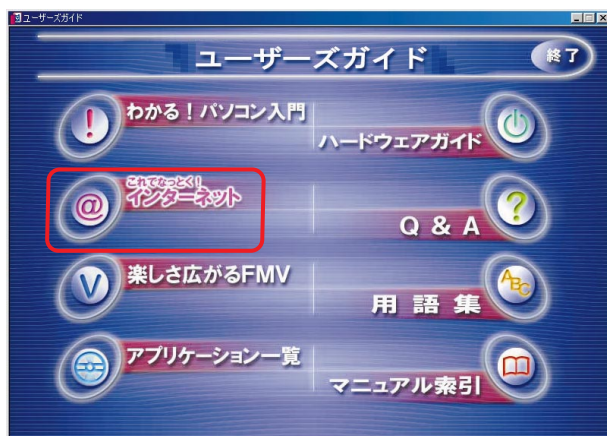 ユーザーズガイド
ユーザーズガイド
終了
わかる！パソコン入門
ハードウェアガイド
@
これでなっとく！
インターネット
Q & A
?
V
楽しさ広がるFMV
ABC
用語集
アプリケーション一覧
マニュアル索引